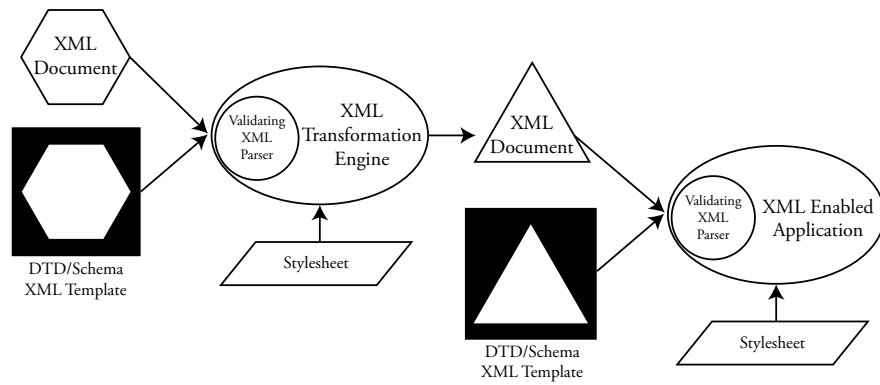 XML
Document
DTD/Schema
XML Template
Validating
XML
Parser
XML
Transformation
Engine
Stylesheet
XML
Document
DTD/Schema
XML Template
Validating
XML
Parser
XML Enabled
Application
Stylesheet